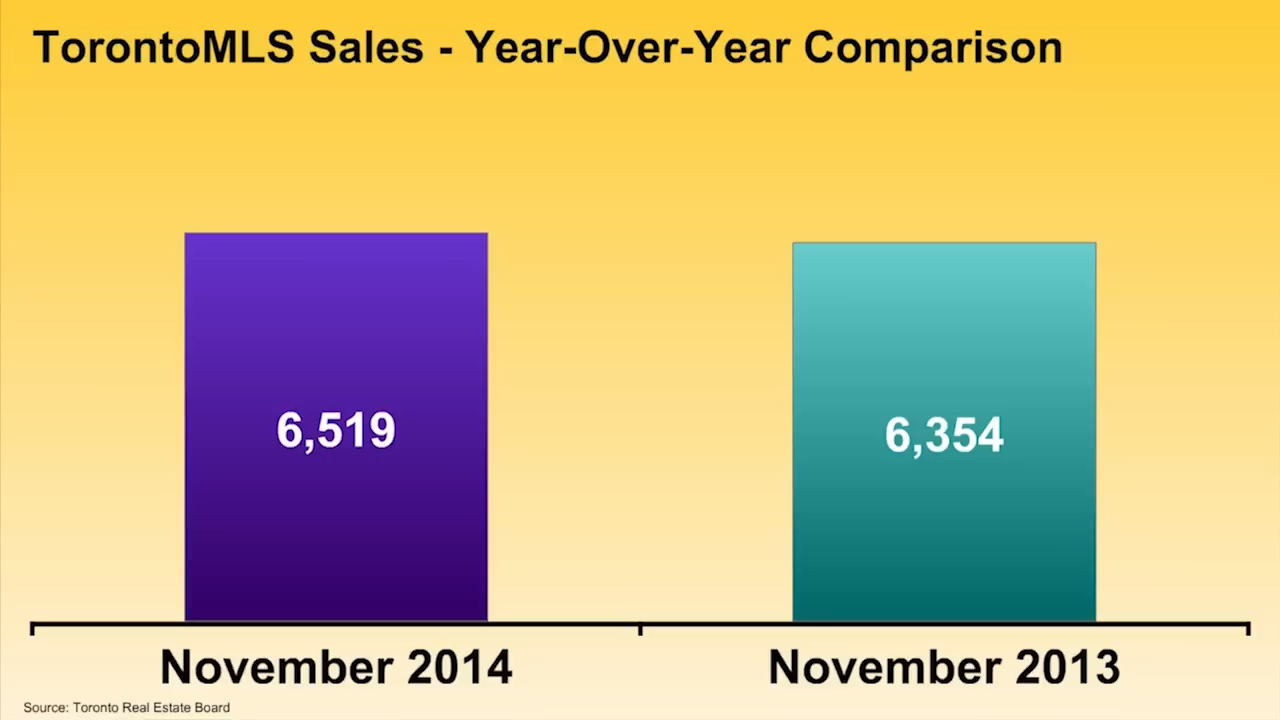 TorontoMLS Sales - Year-Over-Year Comparison
6,519
6,354
November 2014
November 2013
Source: Toronto Real Estate Board